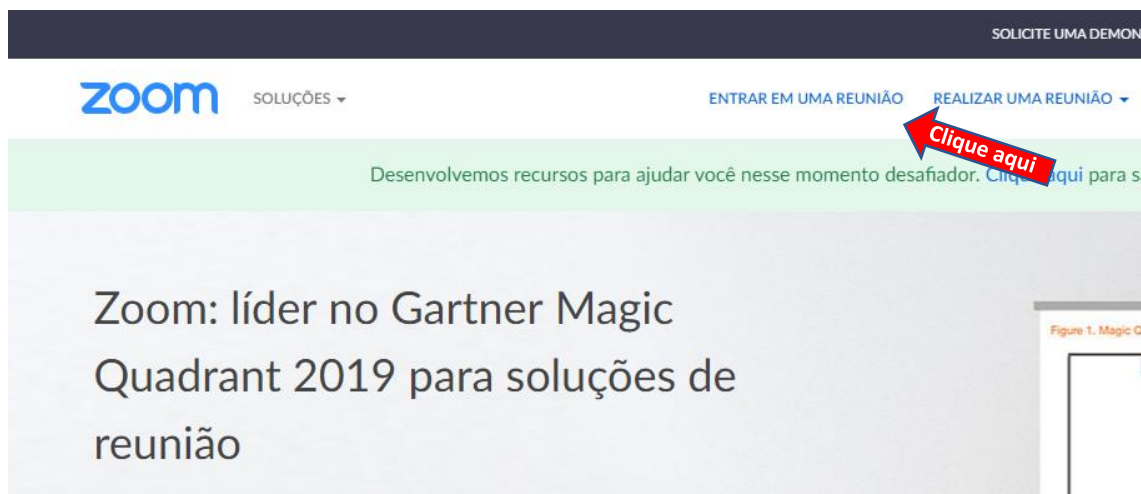 SOLICITE UMA DEMON
zoom SOLUÇÕES ENTRAR EM UMA REUNIÃO REALIZAR UMA REUNIÃO
Clique aqui
Desenvolvemos recursos para ajudar você nesse momento desafiador. Clique aqui para s
Zoom: líder no Gartner Magic
Quadrant 2019 para soluções de
reunião
Figure 1. Magic Q